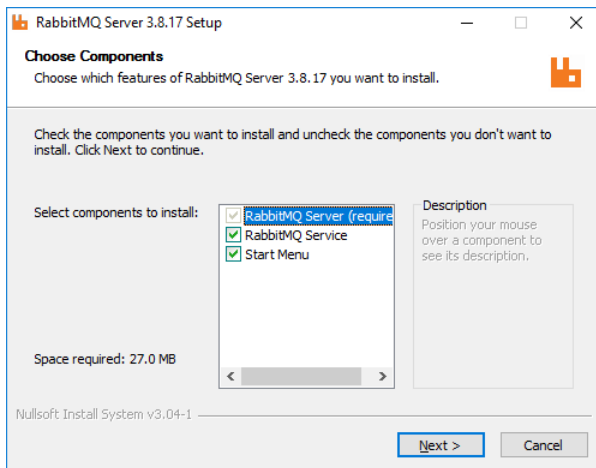 RabbitMQ Server 3.8.17 Setup
Choose Components
Choose which features of RabbitMQ Server 3.8.17 you want to install.
Check the components you want to install and uncheck the components you don't want to
install. Click Next to continue.
Select components to install:
RabbitMQ Server (require
RabbitMQ Service
Start Menu
Description
Position your mouse
over a component to
see its description.
Space required: 27.0 MB
Nullsoft Install System v3.04-1
Next >
Cancel